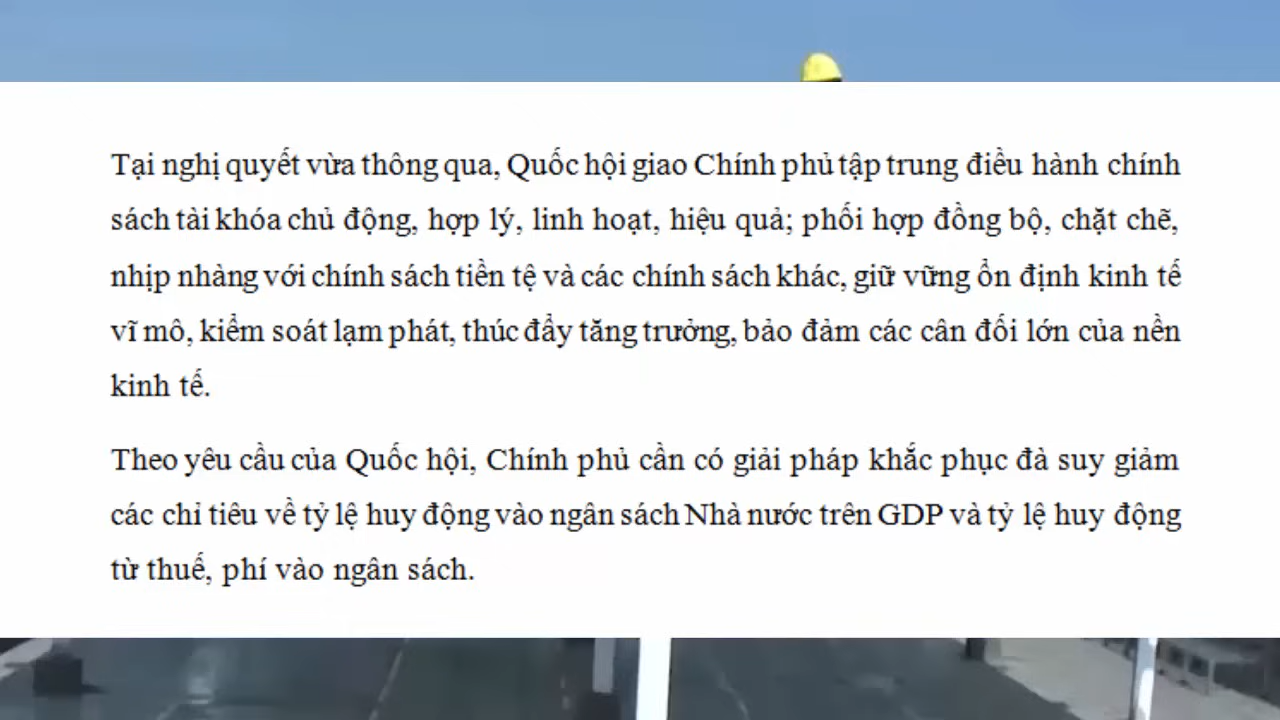 Tại nghị quyết vừa thông qua, Quốc hội giao Chính phủ tập trung điều hành chính
sách tài khóa chủ động, hợp lý, linh hoạt, hiệu quả; phối hợp đồng bộ, chặt chẽ,
nhịp nhàng với chính sách tiền tệ và các chính sách khác, giữ vững ổn định kinh tế
vĩ mô, kiểm soát lạm phát, thúc đẩy tăng trưởng, bảo đảm các cân đối lớn của nền
kinh tế.
Theo yêu cầu của Quốc hội, Chính phủ cần có giải pháp khắc phục đà suy giảm
các chỉ tiêu về tỷ lệ huy động vào ngân sách Nhà nước trên GDP và tỷ lệ huy động
từ thuế, phí vào ngân sách.